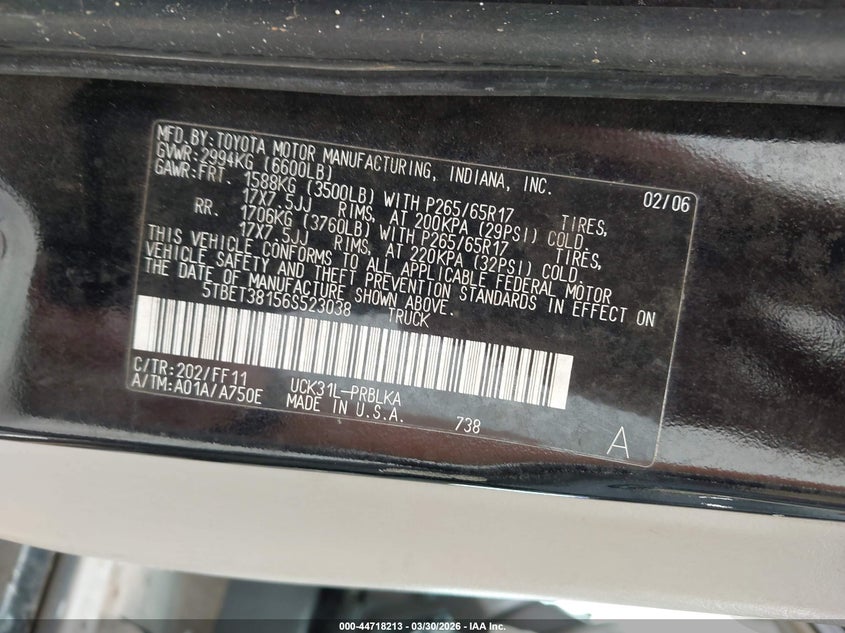 MFD.BY:TOYOTA MOTOR MANUFACTURING, INDIANA, INC.
GVWR:2994KG (6600LB) 02/06
GAWR:FRT. 1588KG (3500LB) WITH P265/65R17 TIRES,
17X7.5JJ RIMS, AT 200KPA (29PSI) COLD.
RR. 1706KG (3760LB) WITH P265/65R17 TIRES,
17X7.5JJ RIMS, AT 220KPA (32PSI) COLD.
THIS VEHICLE CONFORMS TO ALL APPLICABLE FEDERAL MOTOR
VEHICLE SAFETY AND THEFT PREVENTION STANDARDS IN EFFECT ON
THE DATE OF MANUFACTURE SHOWN ABOVE.
5TBET38156S523038 TRUCK
C/TR:202/FF11 UCK31L-PRBLKA
A/TM:A01A/A750E MADE IN U.S.A. 738 A
000-44718213 - 03/30/2026 - IAA Inc.